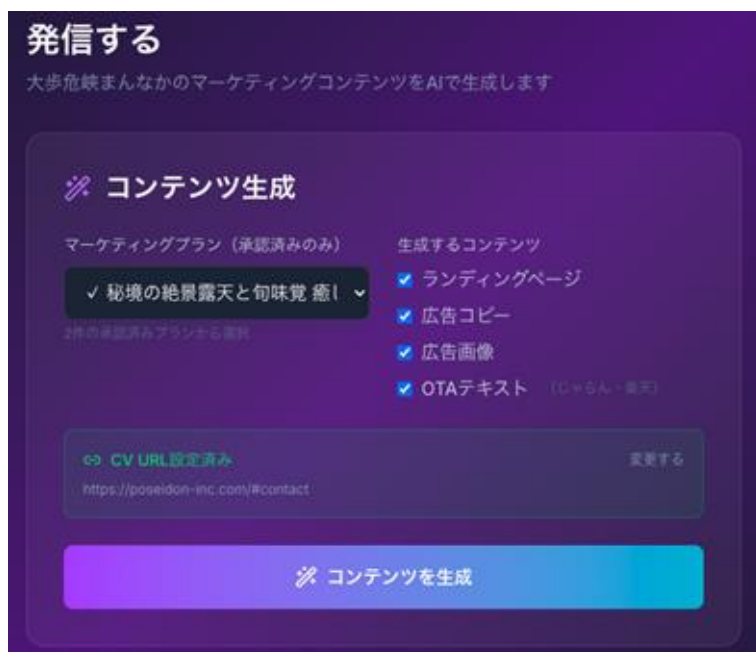 発信する
大歩危峡まんなかのマーケティングコンテンツをAIで生成します
コンテンツ生成
マーケティングプラン（承認済みのみ）
✓ 秘境の絶景露天と旬味覚 癒し
2件の承認済みプランから選択
生成するコンテンツ
ランディングページ
広告コピー
広告画像
OTAテキスト （じゃらん・楽天）
CV URL設定済み
変更する
https://poseidon-inc.com/#contact
コンテンツを生成